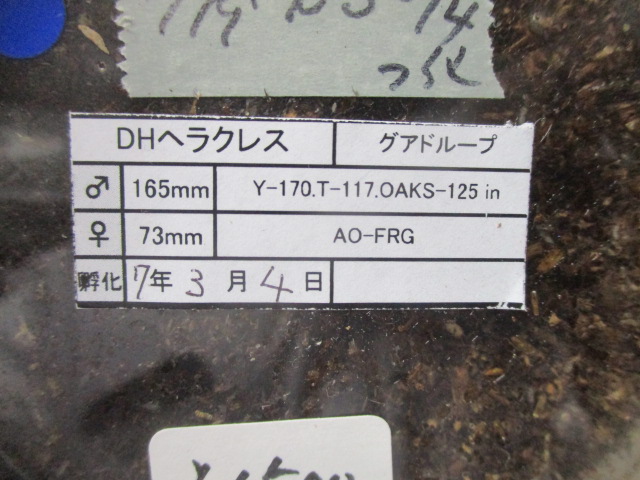 DHヘラクレス グアドループ
♂ 165mm Y-170.T-117.OAKS-125 in
♀ 73mm AO-FRG
孵化 7年 3月 4日